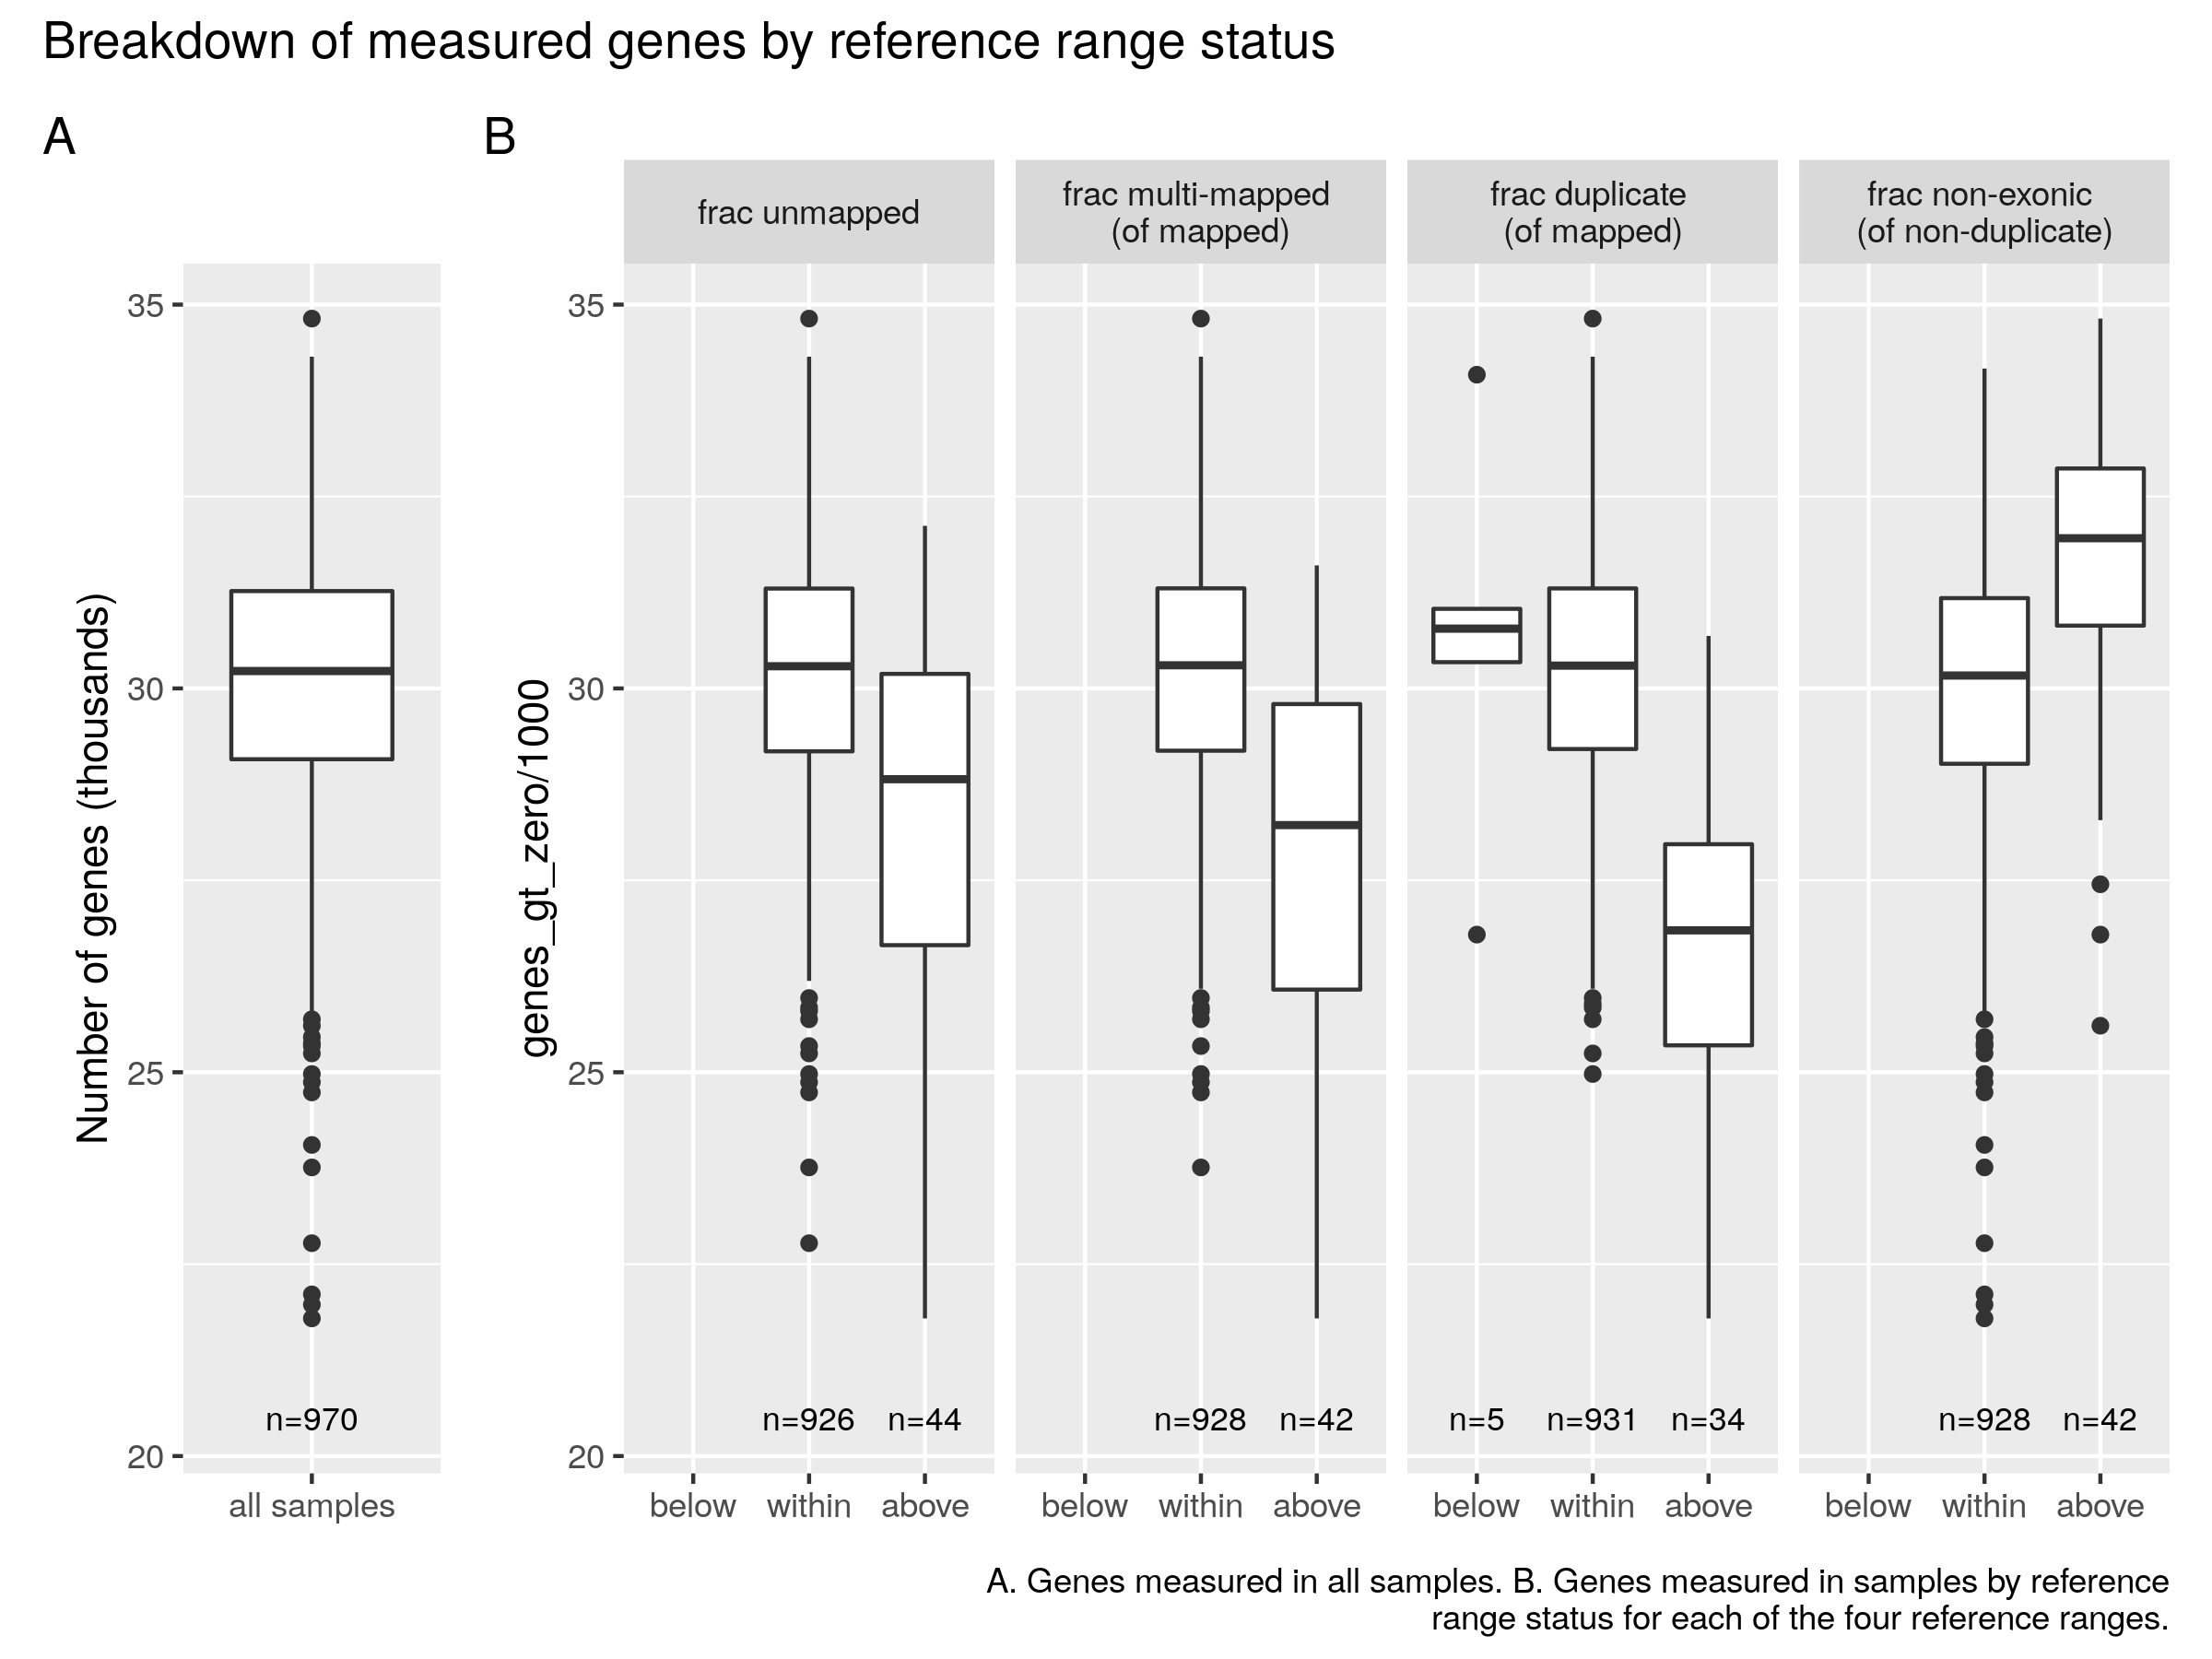 Breakdown of measured genes by reference range status
A
B
frac unmapped
frac multi-mapped
(of mapped)
frac duplicate
(of mapped)
frac non-exonic
(of non-duplicate)
Number of genes (thousands)
35
30
25
20
n=970
all samples
genes_gt_zero/1000
35
30
25
20
n=926
n=44
n=928
n=42
n=5
n=931
n=34
n=928
n=42
below
within
above
below
within
above
below
within
above
below
within
above
A. Genes measured in all samples. B. Genes measured in samples by reference
range status for each of the four reference ranges.